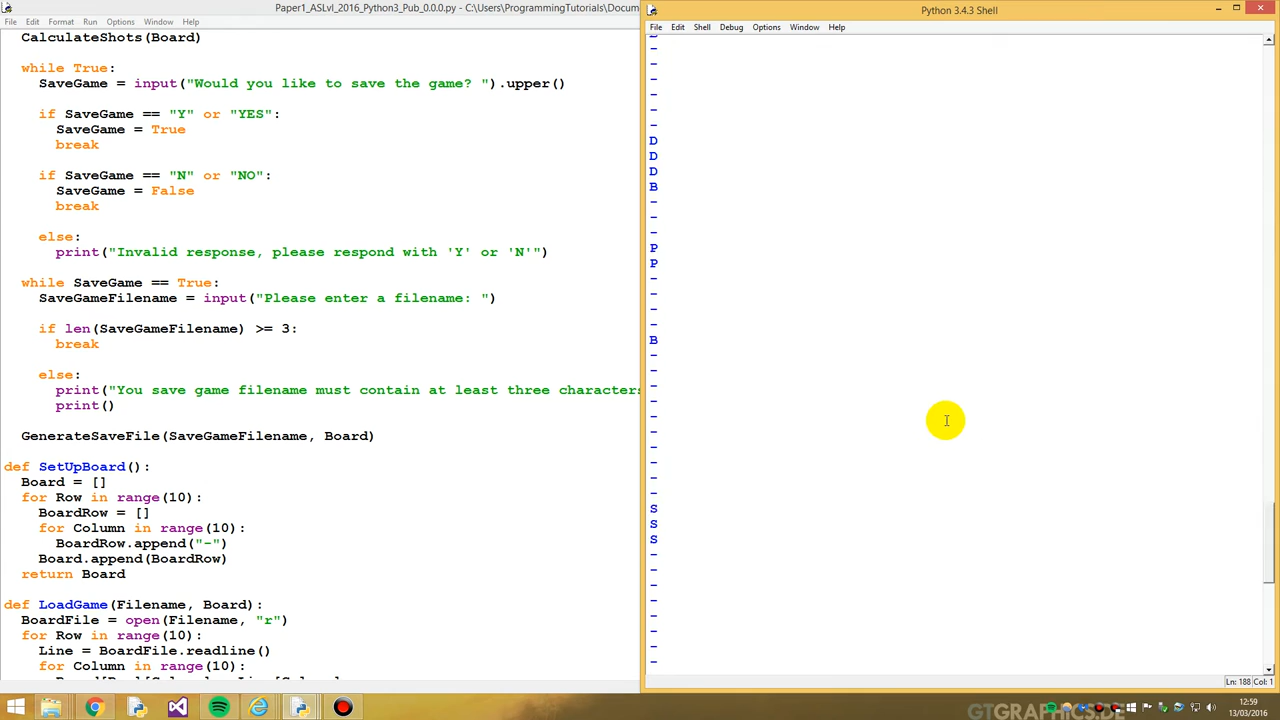 Paper1_ASLvl_2016_Python3_Pub_0.0.0.py - C:\Users\ProgrammingTutorials\Docum...
File Edit Format Run Options Window Help
CalculateShots(Board)
while True:
SaveGame = input("Would you like to save the game? ").upper()
if SaveGame == "Y" or "YES":
SaveGame = True
break
if SaveGame == "N" or "NO":
SaveGame = False
break
else:
print("Invalid response, please respond with 'Y' or 'N'")
while SaveGame == True:
SaveGameFilename = input("Please enter a filename: ")
if len(SaveGameFilename) >= 3:
break
else:
print("You save game filename must contain at least three characters
print()
GenerateSaveFile(SaveGameFilename, Board)
def SetUpBoard():
Board = []
for Row in range(10):
BoardRow = []
for Column in range(10):
BoardRow.append("-")
Board.append(BoardRow)
return Board
def LoadGame(Filename, Board):
BoardFile = open(Filename, "r")
for Row in range(10):
Line = BoardFile.readline()
for Column in range(10):
Python 3.4.3 Shell
File Edit Shell Debug Options Window Help
-
-
-
-
-
-
D
D
D
B
-
-
-
P
P
-
-
-
-
B
-
-
-
-
-
-
-
-
-
-
S
S
S
-
-
-
-
-
-
-
-
Ln: 188 Col: 1
GTGRAPHICSDE
12:59
13/03/2016